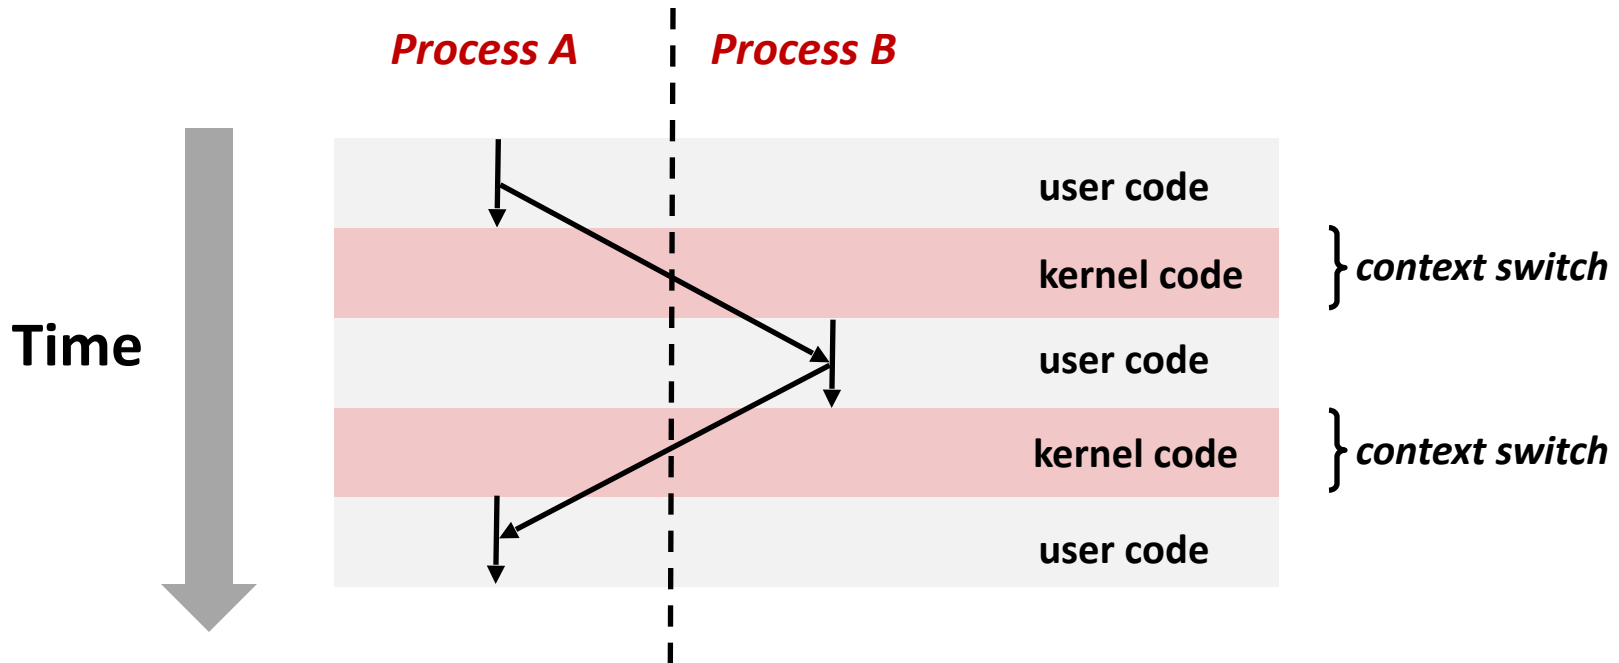 Process A
Process B
user code
kernel code
context switch
Time
user code
kernel code
context switch
user code